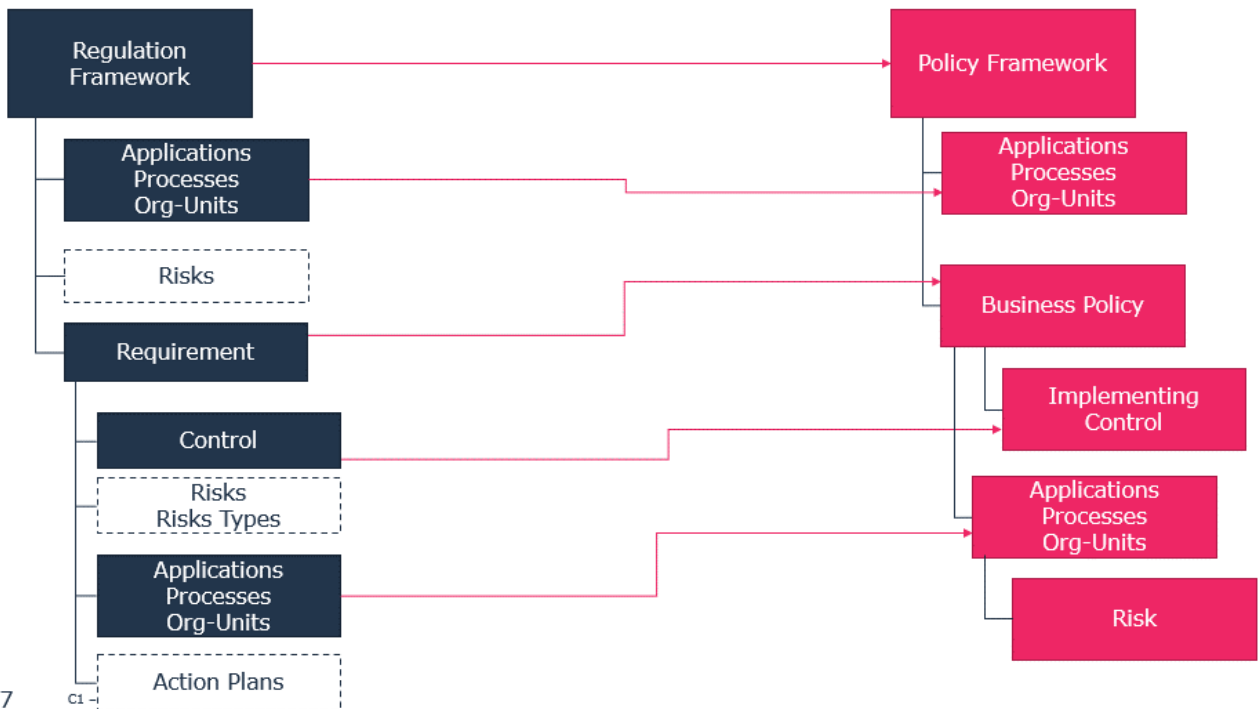 Regulation
Framework
Policy Framework
Applications
Processes
Org-Units
Applications
Processes
Org-Units
Risks
Business Policy
Requirement
Implementing
Control
Control
Risks
Risks Types
Applications
Processes
Org-Units
Applications
Processes
Org-Units
Risk
Action Plans
7
C1 –